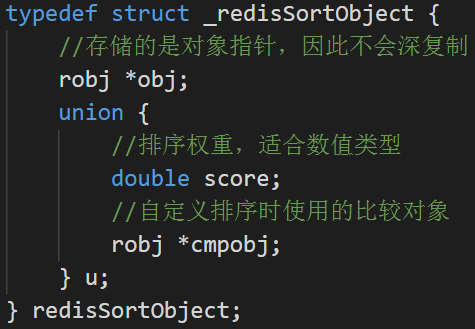 typedef struct _redisSortObject {
//存储的是对象指针，因此不会深复制
robj *obj;
union {
//排序权重，适合数值类型
double score;
//自定义排序时使用的比较对象
robj *cmpobj;
} u;
} redisSortObject;